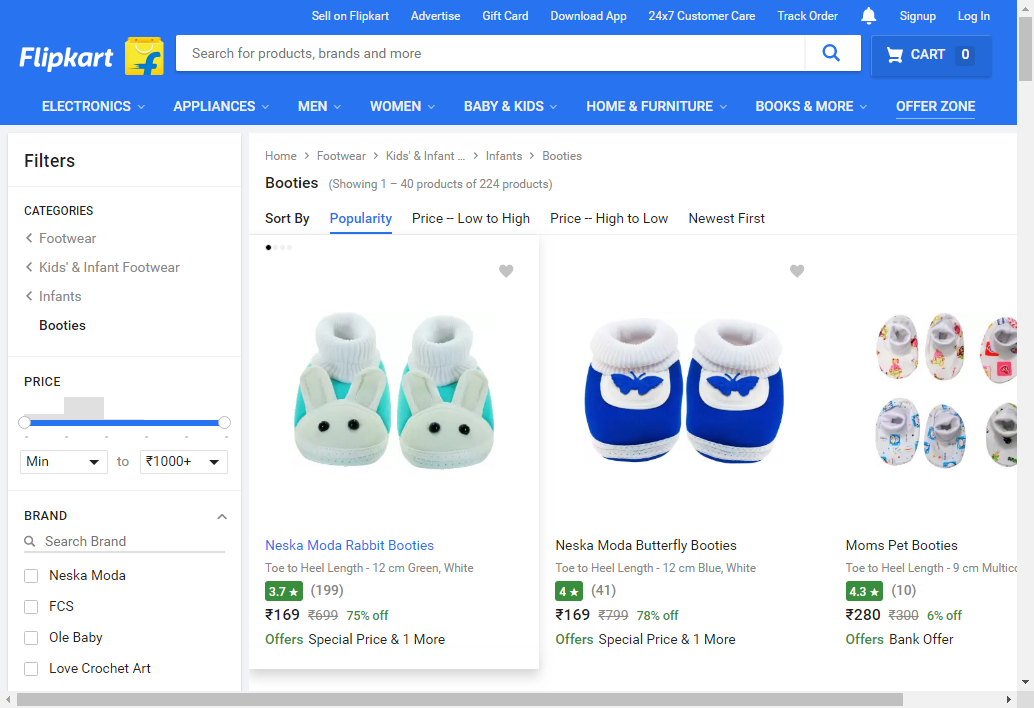 Sell on Flipkart Advertise Gift Card Download App 24x7 Customer Care Track Order Signup Log In
Flipkart
Search for products, brands and more
CART 0
ELECTRONICS APPLIANCES MEN WOMEN BABY & KIDS HOME & FURNITURE BOOKS & MORE OFFER ZONE
Filters
CATEGORIES
Footwear
Kids' & Infant Footwear
Infants
Booties
PRICE
Min to ₹1000+
BRAND
Search Brand
Neska Moda
FCS
Ole Baby
Love Crochet Art
Home Footwear Kids' & Infant ... Infants Booties
Booties (Showing 1 – 40 products of 224 products)
Sort By Popularity Price -- Low to High Price -- High to Low Newest First
Neska Moda Rabbit Booties
Toe to Heel Length - 12 cm Green, White
3.7 ★ (199)
₹169 ₹699 75% off
Offers Special Price & 1 More
Neska Moda Butterfly Booties
Toe to Heel Length - 12 cm Blue, White
4 ★ (41)
₹169 ₹799 78% off
Offers Special Price & 1 More
Moms Pet Booties
Toe to Heel Length - 9 cm Multico
4.3 ★ (10)
₹280 ₹300 6% off
Offers Bank Offer